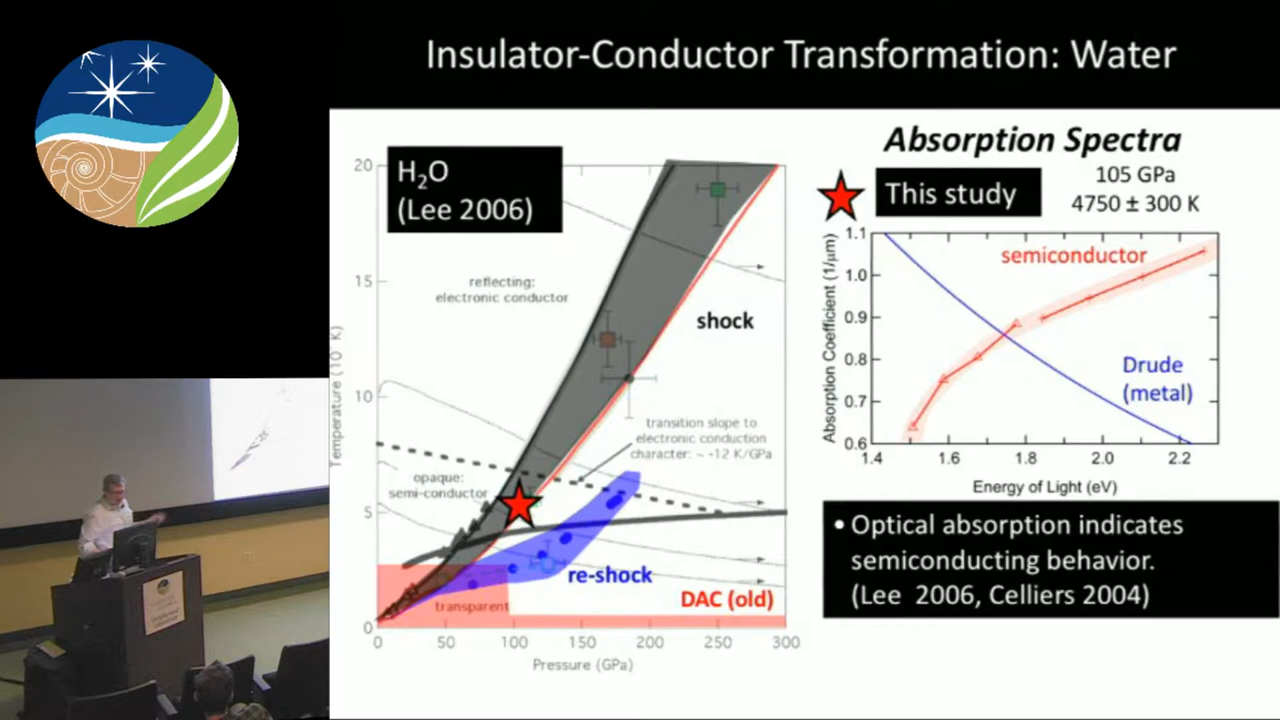 Insulator-Conductor Transformation: Water
H₂O
(Lee 2006)
20
15
10
5
0
Temperature (10³ K)
reflecting:
electronic conductor
shock
transition slope to
electronic conduction
character: ~ -12 K/GPa
opaque:
semi-conductor
re-shock
transparent
DAC (old)
0
50
100
150
200
250
300
Pressure (GPa)
Absorption Spectra
This study
105 GPa
4750 ± 300 K
1.1
1.0
0.9
0.8
0.7
0.6
Absorption Coefficient (1/μm)
semiconductor
Drude
(metal)
1.4
1.6
1.8
2.0
2.2
Energy of Light (eV)
• Optical absorption indicates
semiconducting behavior.
(Lee 2006, Celliers 2004)